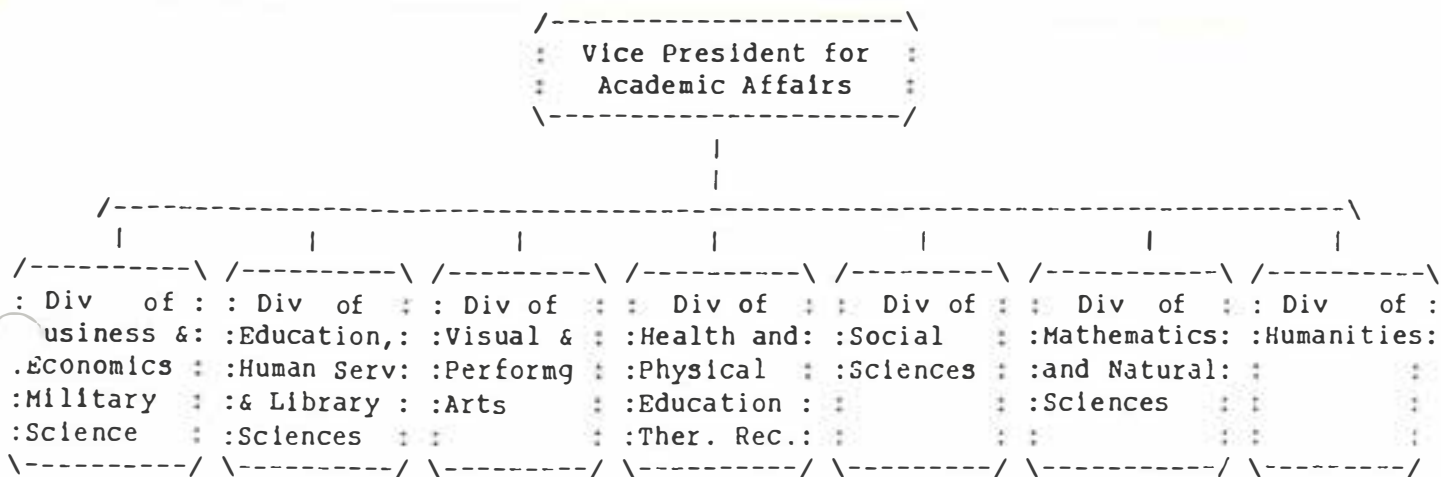 Vice President for
Academic Affairs
Div of
usiness &
Economics
Military
Science
Div of
Education,
Human Serv
& Library
Sciences
Div of
Visual &
Performg
Arts
Div of
Health and
Physical
Education
Ther. Rec.
Div of
Social
Sciences
Div of
Mathematics
and Natural
Sciences
Div of
Humanities